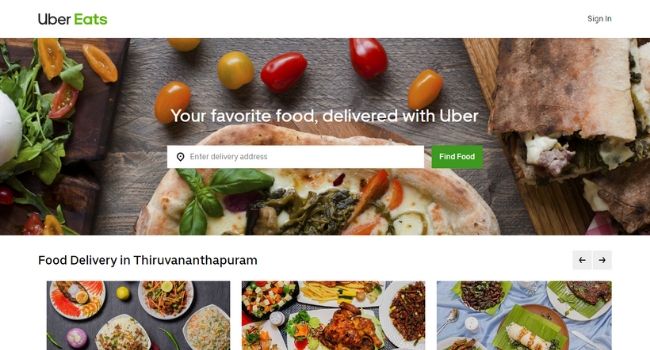 Uber Eats
Sign In
Your favorite food, delivered with Uber
Enter delivery address
Find Food
Food Delivery in Thiruvananthapuram